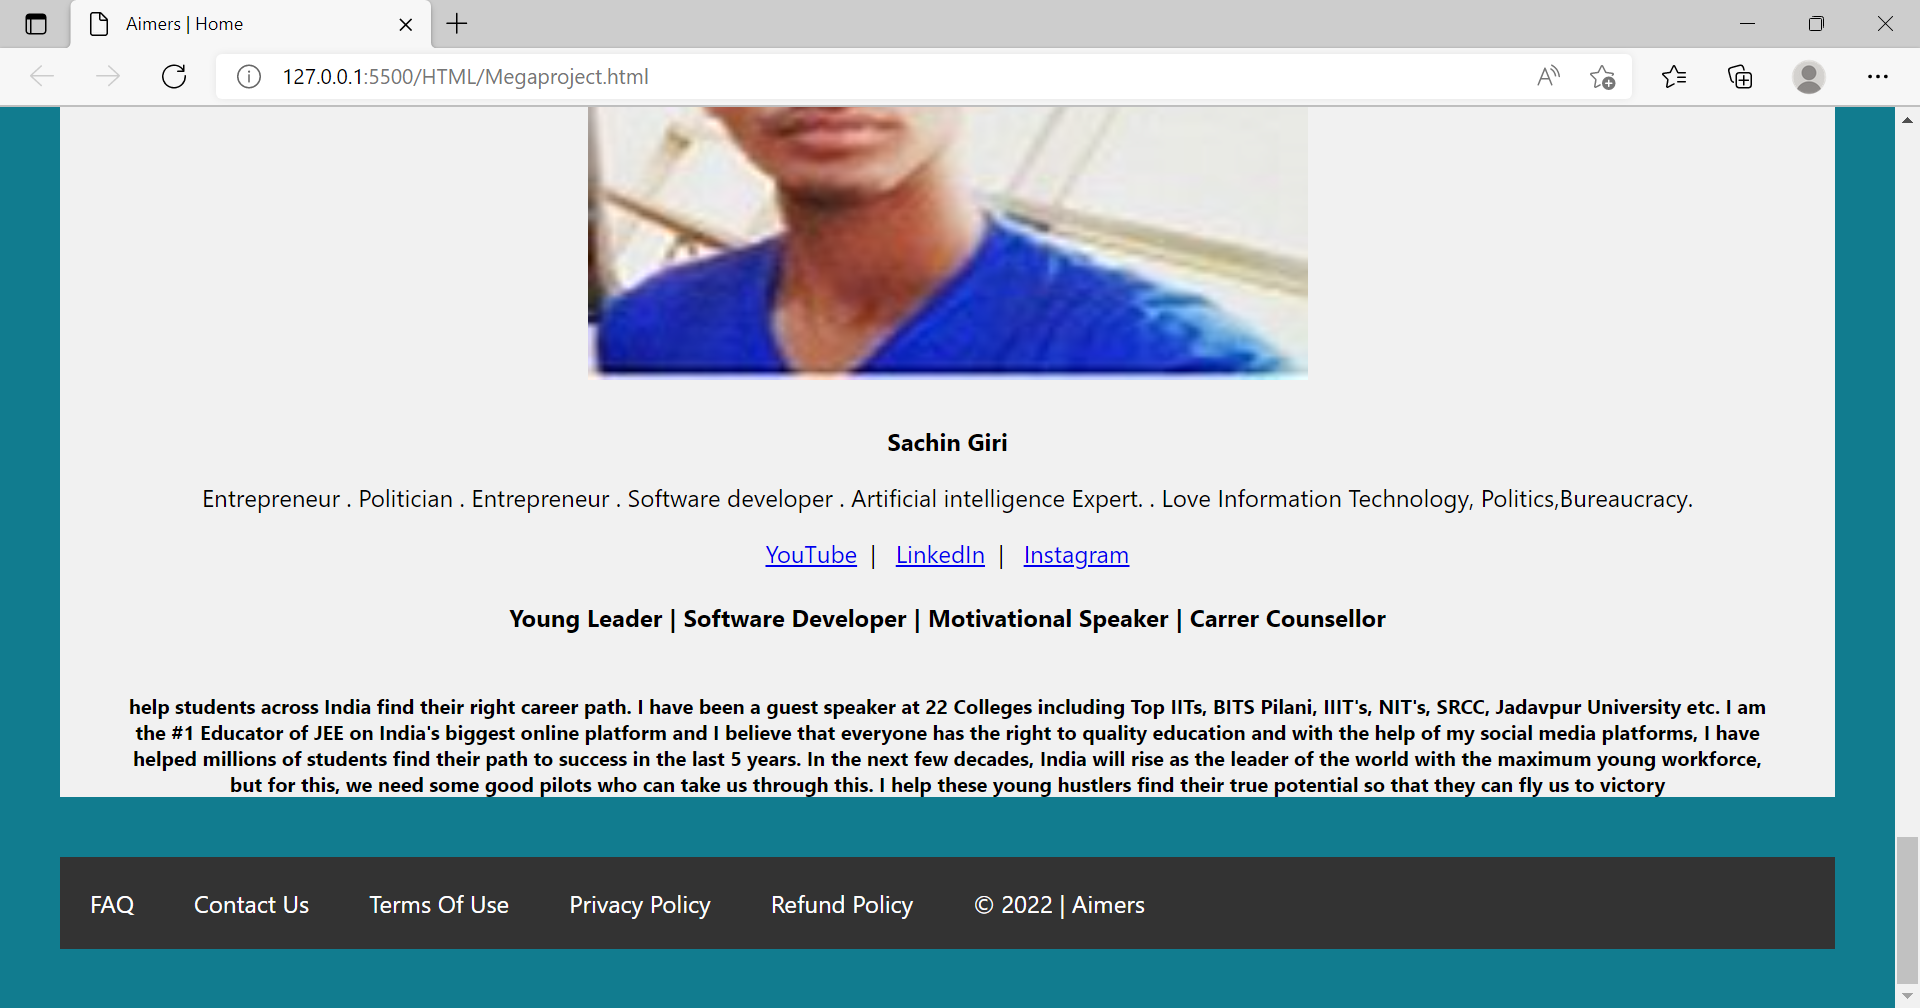 Aimers | Home
127.0.0.1:5500/HTML/Megaproject.html
Sachin Giri
Entrepreneur . Politician . Entrepreneur . Software developer . Artificial intelligence Expert. . Love Information Technology, Politics,Bureaucracy.
YouTube | LinkedIn | Instagram
Young Leader | Software Developer | Motivational Speaker | Carrer Counsellor
help students across India find their right career path. I have been a guest speaker at 22 Colleges including Top IITs, BITS Pilani, IIIT's, NIT's, SRCC, Jadavpur University etc. I am
the #1 Educator of JEE on India's biggest online platform and I believe that everyone has the right to quality education and with the help of my social media platforms, I have
helped millions of students find their path to success in the last 5 years. In the next few decades, India will rise as the leader of the world with the maximum young workforce,
but for this, we need some good pilots who can take us through this. I help these young hustlers find their true potential so that they can fly us to victory
FAQ Contact Us Terms Of Use Privacy Policy Refund Policy © 2022 | Aimers